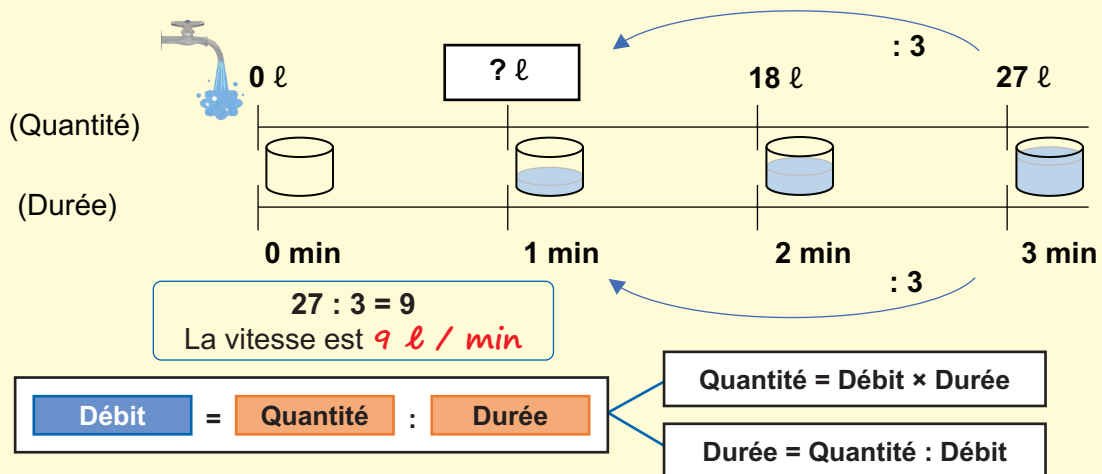 : 3
0 ℓ
? ℓ
18 ℓ
27 ℓ
(Quantité)
(Durée)
0 min
1 min
2 min
3 min
: 3
27 : 3 = 9
La vitesse est 9 ℓ / min
Débit = Quantité : Durée
Quantité = Débit × Durée
Durée = Quantité : Débit